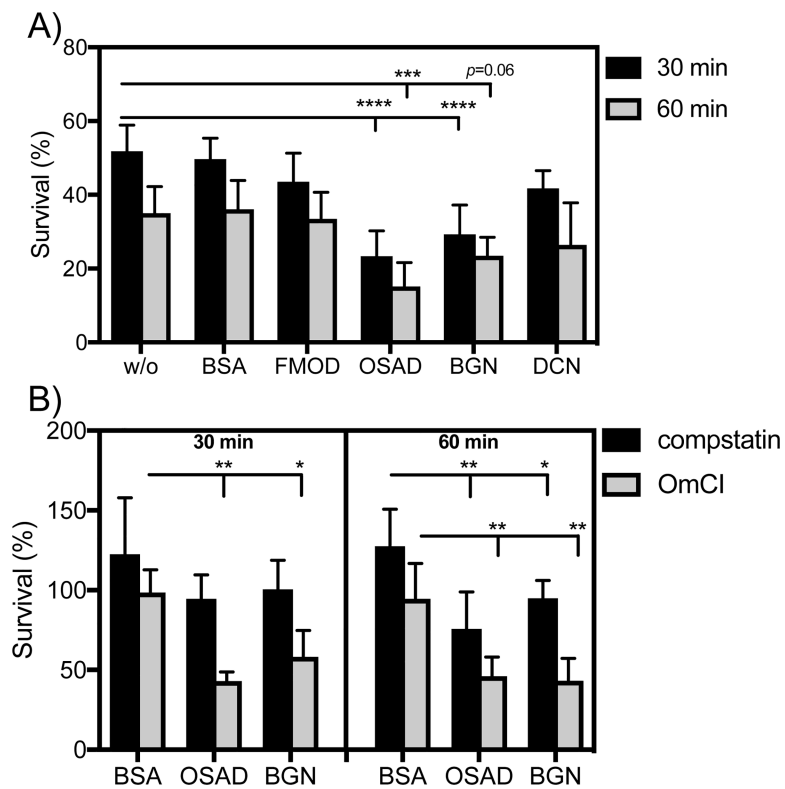 A)
80
60
40
20
0
Survival (%)
*** p=0.06
**** ****
30 min
60 min
w/o BSA FMOD OSAD BGN DCN
B)
200
150
100
50
0
Survival (%)
30 min 60 min
** * ** *
** **
compstatin
OmCI
BSA OSAD BGN BSA OSAD BGN